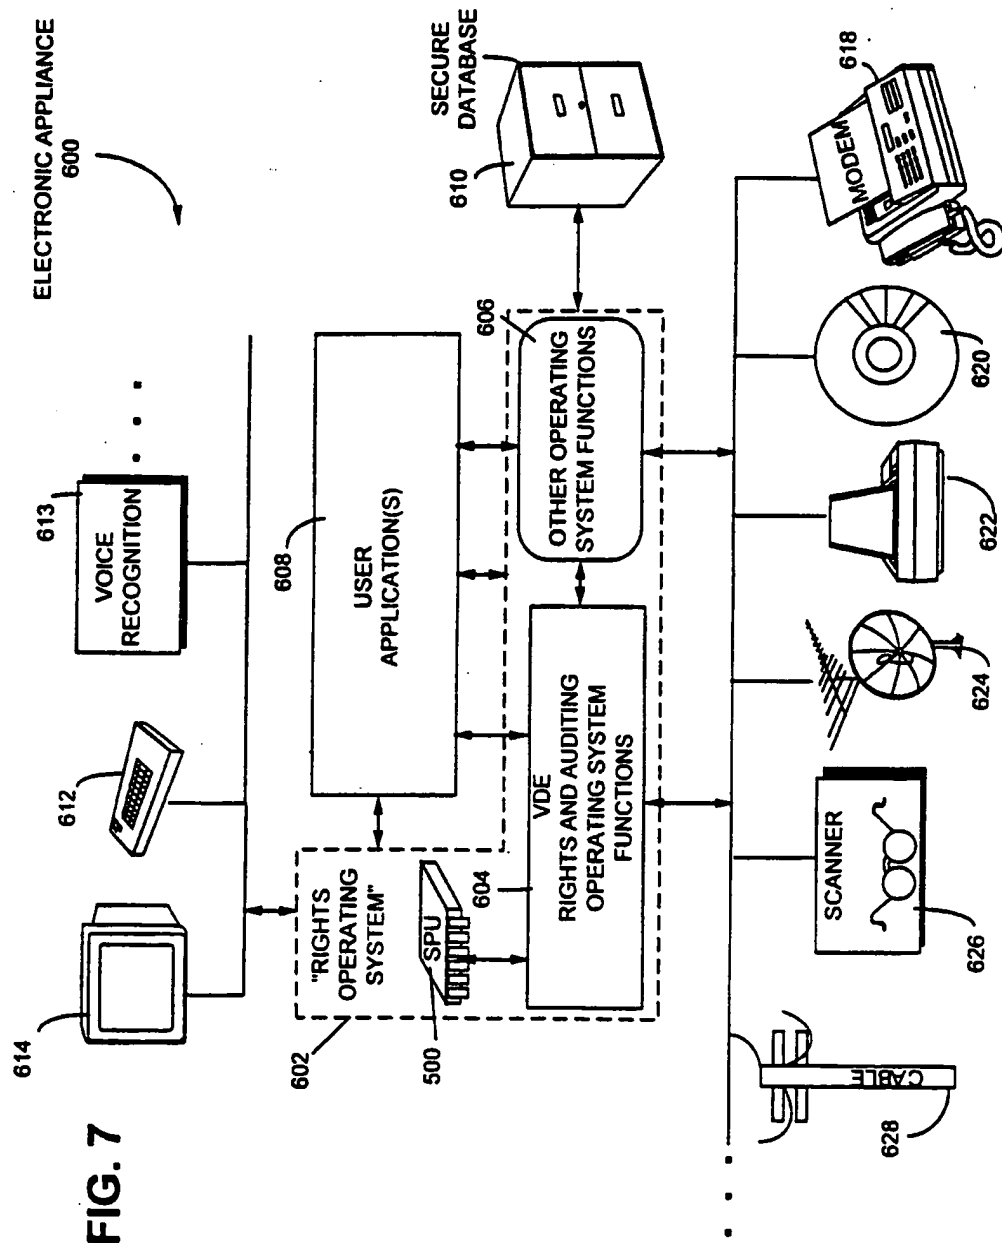 FIG. 7
ELECTRONIC APPLIANCE
600
614
612
613
VOICE
RECOGNITION
602
"RIGHTS
OPERATING
SYSTEM"
608
USER
APPLICATION(S)
500
SPU
604
VDE
RIGHTS AND AUDITING
OPERATING SYSTEM
FUNCTIONS
606
OTHER OPERATING
SYSTEM FUNCTIONS
610
SECURE
DATABASE
628
CABLE
SCANNER
626
624
622
620
MODEM
618